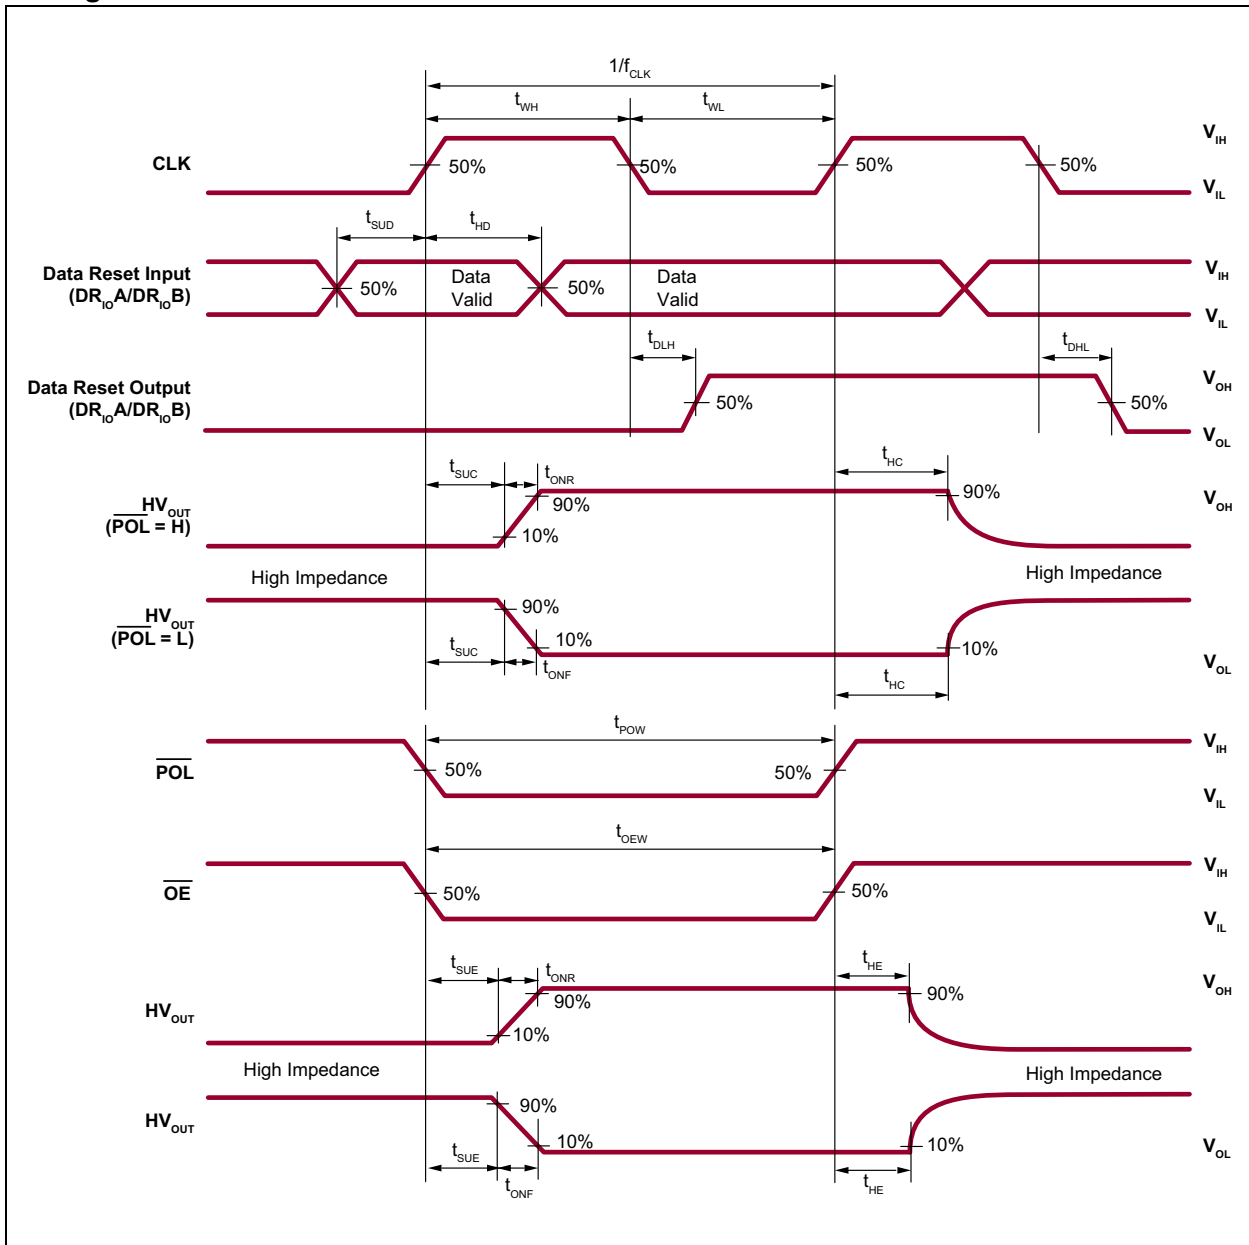 1/fCLK
tWH
tWL
CLK
50%
50%
50%
50%
VIH
VIL
tSUD
tHD
Data Reset Input
(DRIOA/DRIOB)
50%
Data
Valid
50%
Data
Valid
VIH
VIL
tDLH
tDHL
Data Reset Output
(DRIOA/DRIOB)
50%
50%
VOH
VOL
tSUC
tONR
tHC
HVOUT
(P̅O̅L̅ = H)
90%
10%
90%
VOH
High Impedance
High Impedance
HVOUT
(P̅O̅L̅ = L)
90%
10%
10%
tSUC
tONF
tHC
VOL
tPOW
P̅O̅L̅
50%
50%
VIH
VIL
tOEW
O̅E̅
50%
50%
VIH
VIL
tSUE
tONR
tHE
HVOUT
90%
10%
90%
VOH
High Impedance
High Impedance
HVOUT
90%
10%
10%
VOL
tSUE
tONF
tHE